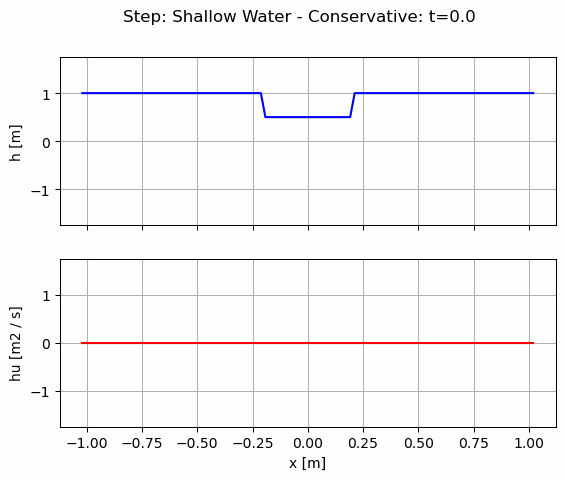 Step: Shallow Water - Conservative: t=0.0
h [m]
1
0
−1
hu [m2 / s]
1
0
−1
−1.00 −0.75 −0.50 −0.25 0.00 0.25 0.50 0.75 1.00
x [m]